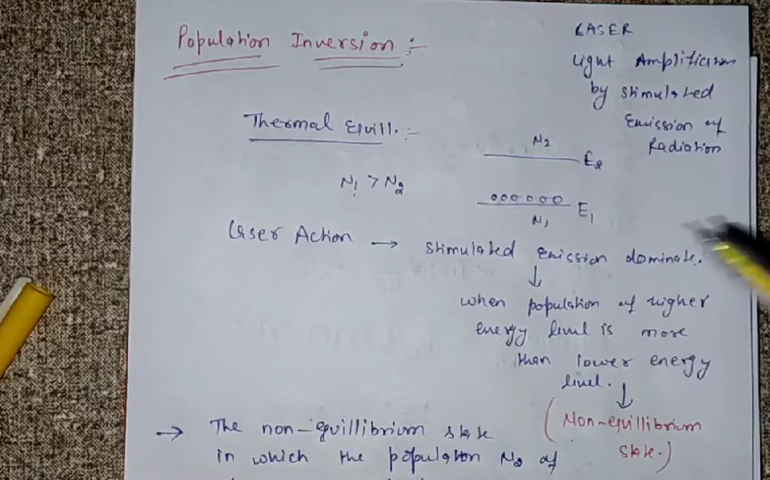 Population Inversion :-
LASER
Light Amplification
by Stimulated
Emission of
Radiation
Thermal Equill. :-
N1 > N2
N2
E2
N1
E1
Laser Action → Stimulated emission dominate.
↓
when population of higher
energy level is more
than lower energy
level.
↓
(Non-equillibrium
state.)
→ The non-equillibrium state
in which the population N2 of